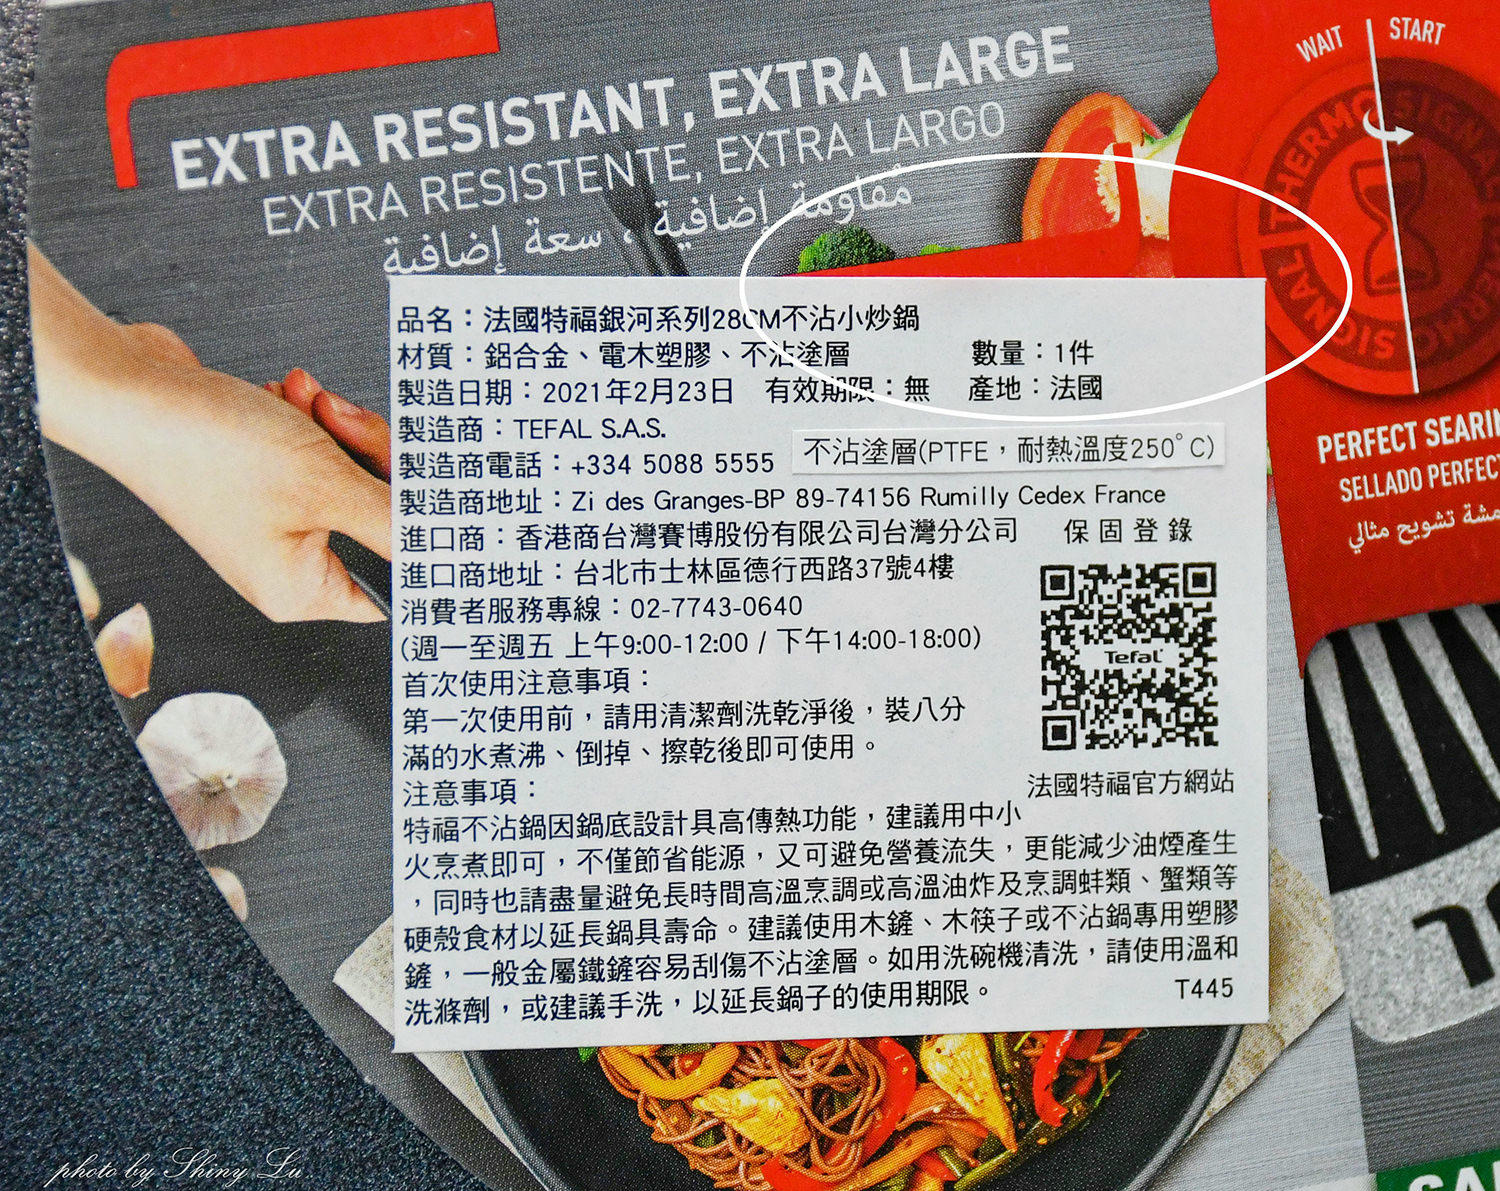 EXTRA RESISTANT, EXTRA LARGE
EXTRA RESISTENTE, EXTRA LARGO
مقاومة إضافية ، سعة إضافية
WAIT
START
THERMO SIGNAL
THERMO SIGNAL
PERFECT
SELLADO
تشويح مثالي
品名：法國特福銀河系列28CM不沾小炒鍋
材質：鋁合金、電木塑膠、不沾塗層 數量：1件
製造日期：2021年2月23日 有效期限：無 產地：法國
製造商：TEFAL S.A.S.
不沾塗層(PTFE，耐熱溫度250°C)
製造商電話：+334 5088 5555
製造商地址：Zi des Granges-BP 89-74156 Rumilly Cedex France
進口商：香港商台灣賽博股份有限公司台灣分公司
進口商地址：台北市士林區德行西路37號4樓
消費者服務專線：02-7743-0640
(週一至週五 上午9:00-12:00 / 下午14:00-18:00)
首次使用注意事項：
第一次使用前，請用清潔劑洗乾淨後，裝八分
滿的水煮沸、倒掉、擦乾後即可使用。
保固登錄
Tefal
法國特福官方網站
注意事項：
特福不沾鍋因鍋底設計具高傳熱功能，建議用中小
火烹煮即可，不僅節省能源，又可避免營養流失，更能減少油煙產生
，同時也請盡量避免長時間高溫烹調或高溫油炸及烹調蚌類、蟹類等
硬殼食材以延長鍋具壽命。建議使用木鏟、木筷子或不沾鍋專用塑膠
鏟，一般金屬鐵鏟容易刮傷不沾塗層。如用洗碗機清洗，請使用溫和
洗滌劑，或建議手洗，以延長鍋子的使用期限。
T445
photo by Shiny Lu